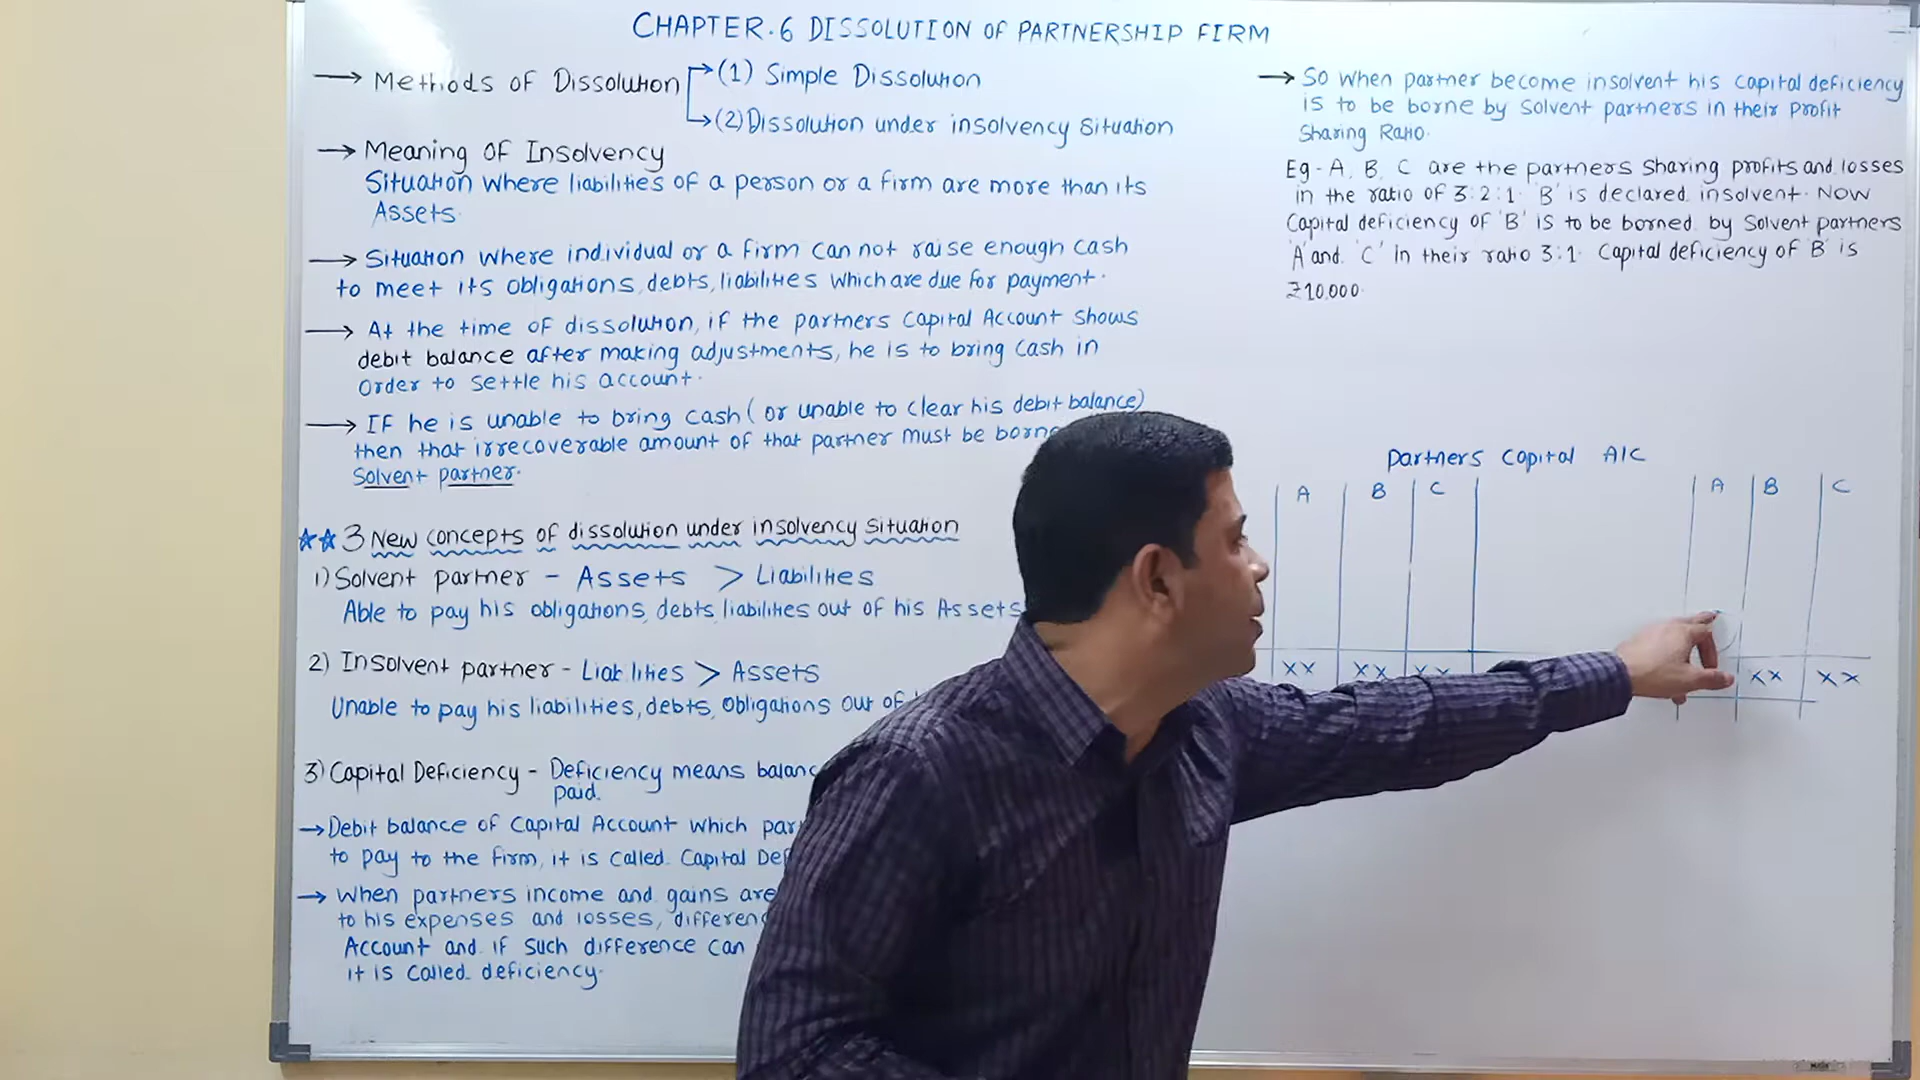 CHAPTER.6 DISSOLUTION OF PARTNERSHIP FIRM
→ Methods of Dissolution → (1) Simple Dissolution
→ (2) Dissolution under insolvency Situation
→ Meaning OF Insolvency
Situation where liabilities of a person or a firm are more than its
Assets.
→ Situation where individual or a firm can not raise enough cash
to meet its obligations, debts, liabilities which are due for payment.
→ At the time of dissolution, if the partners Capital Account shows
debit balance after making adjustments, he is to bring cash in
order to settle his account.
→ If he is unable to bring cash (or unable to clear his debit balance)
then that irrecoverable amount of that partner must be borne
Solvent partner.
★★ 3 New concepts of dissolution under insolvency situation
1) Solvent partner - Assets > Liabilities
Able to pay his obligations, debts, liabilities out of his Assets
2) Insolvent partner - Liabilities > Assets
Unable to pay his liabilities, debts, obligations out of
3) Capital Deficiency - Deficiency means
paid.
→ Debit balance of Capital Account which
to pay to the firm, it is called Capital
→ When partners income and gains are
to his expenses and losses,
Account and if such difference can
it is called deficiency.
→ So when partner become insolvent his capital deficiency
is to be borne by solvent partners in their profit
Sharing Ratio.
Eg - A, B, C are the partners sharing profits and losses
in the ratio of 3:2:1. 'B' is declared insolvent. Now
Capital deficiency of 'B' is to be borned by Solvent partners
'A' and 'C' in their ratio 3:1. Capital deficiency of 'B' is
₹10,000.
Partners Capital A/C
A B C A B C
xx xx xx xx xx